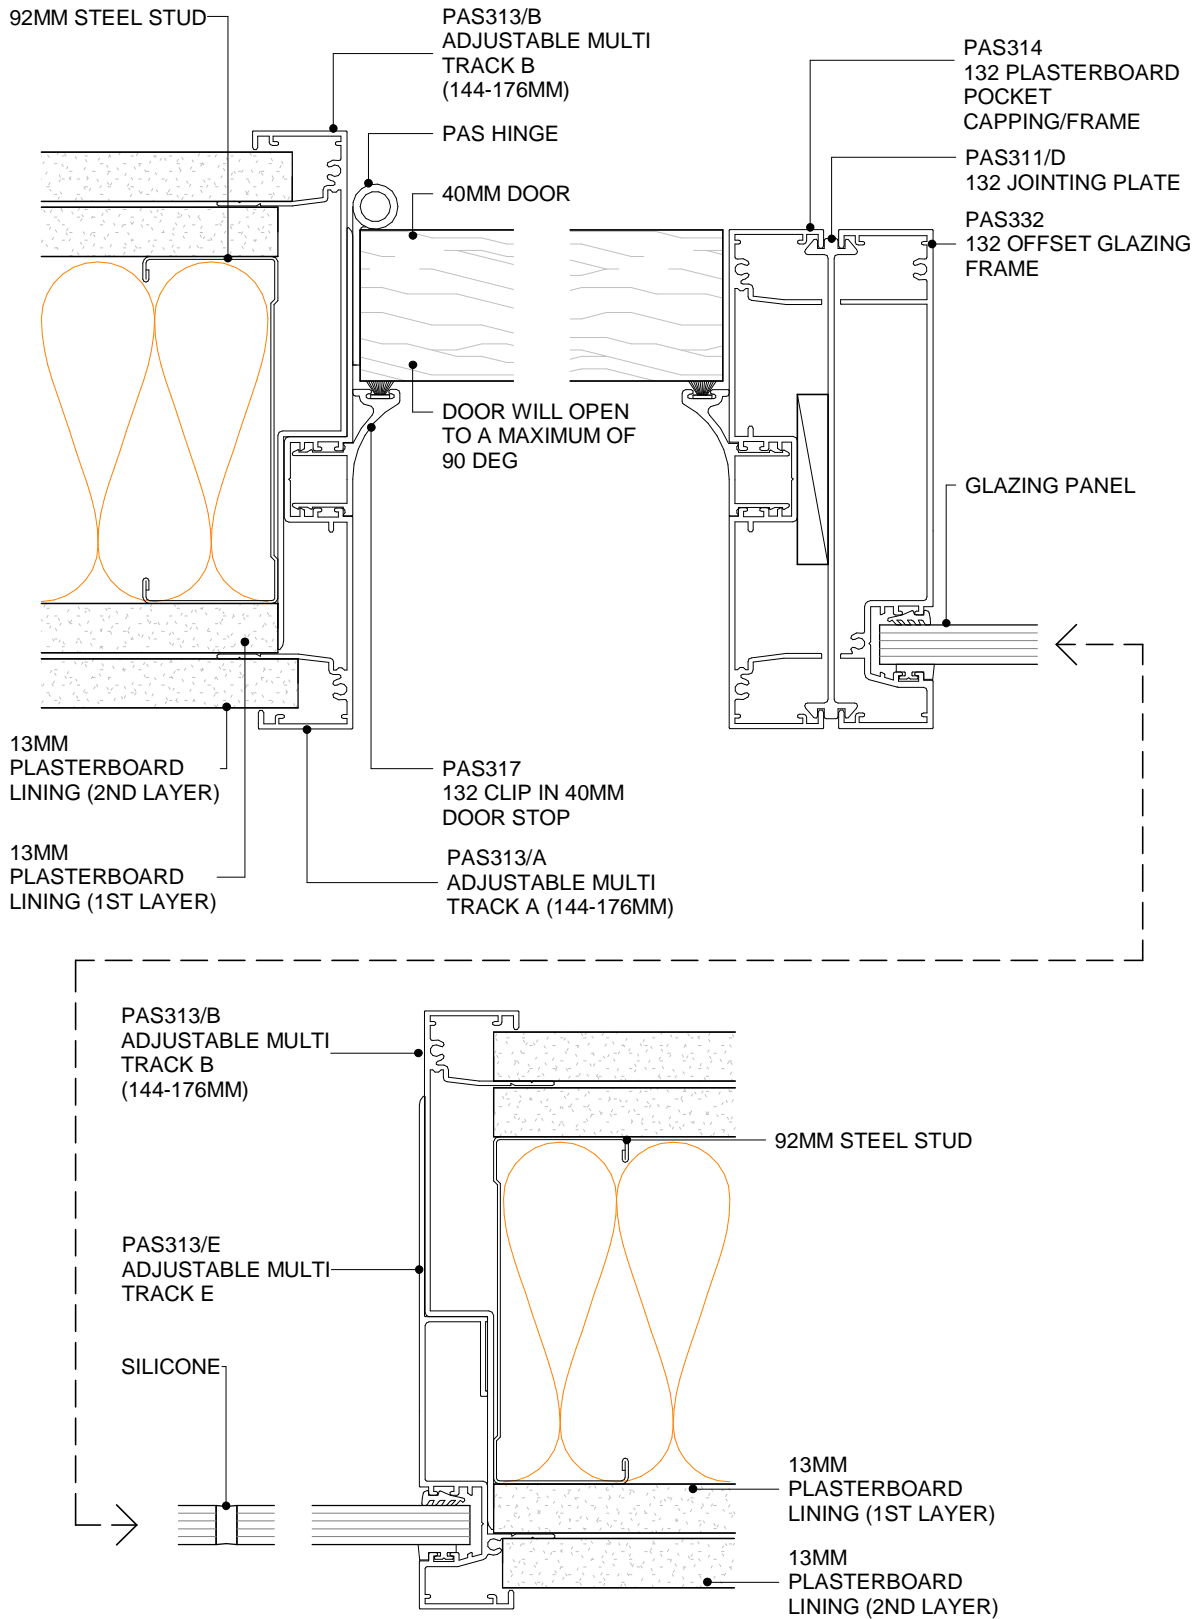 92MM STEEL STUD
PAS313/B
ADJUSTABLE MULTI
TRACK B
(144-176MM)
PAS HINGE
40MM DOOR
PAS314
132 PLASTERBOARD
POCKET
CAPPING/FRAME
PAS311/D
132 JOINTING PLATE
PAS332
132 OFFSET GLAZING
FRAME
DOOR WILL OPEN
TO A MAXIMUM OF
90 DEG
GLAZING PANEL
13MM
PLASTERBOARD
LINING (2ND LAYER)
13MM
PLASTERBOARD
LINING (1ST LAYER)
PAS317
132 CLIP IN 40MM
DOOR STOP
PAS313/A
ADJUSTABLE MULTI
TRACK A (144-176MM)
PAS313/B
ADJUSTABLE MULTI
TRACK B
(144-176MM)
92MM STEEL STUD
PAS313/E
ADJUSTABLE MULTI
TRACK E
SILICONE
13MM
PLASTERBOARD
LINING (1ST LAYER)
13MM
PLASTERBOARD
LINING (2ND LAYER)